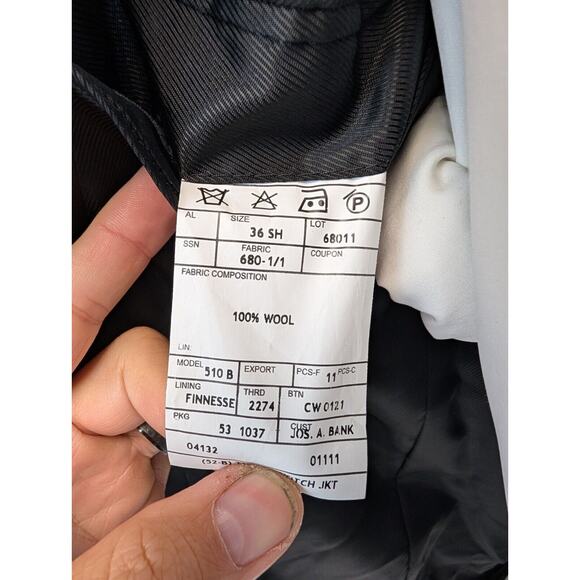 P
AL SIZE LOT
36 SH 68011
SSN FABRIC COUPON
680-1/1
FABRIC COMPOSITION
100% WOOL
LIN.
MODEL 510 B EXPORT PCS-F 11 PCS-C
LINING THRD BTN
FINNESSE 2274 CW 0121
PKG CUST
53 1037 JOS. A. BANK
04132 01111
JKT